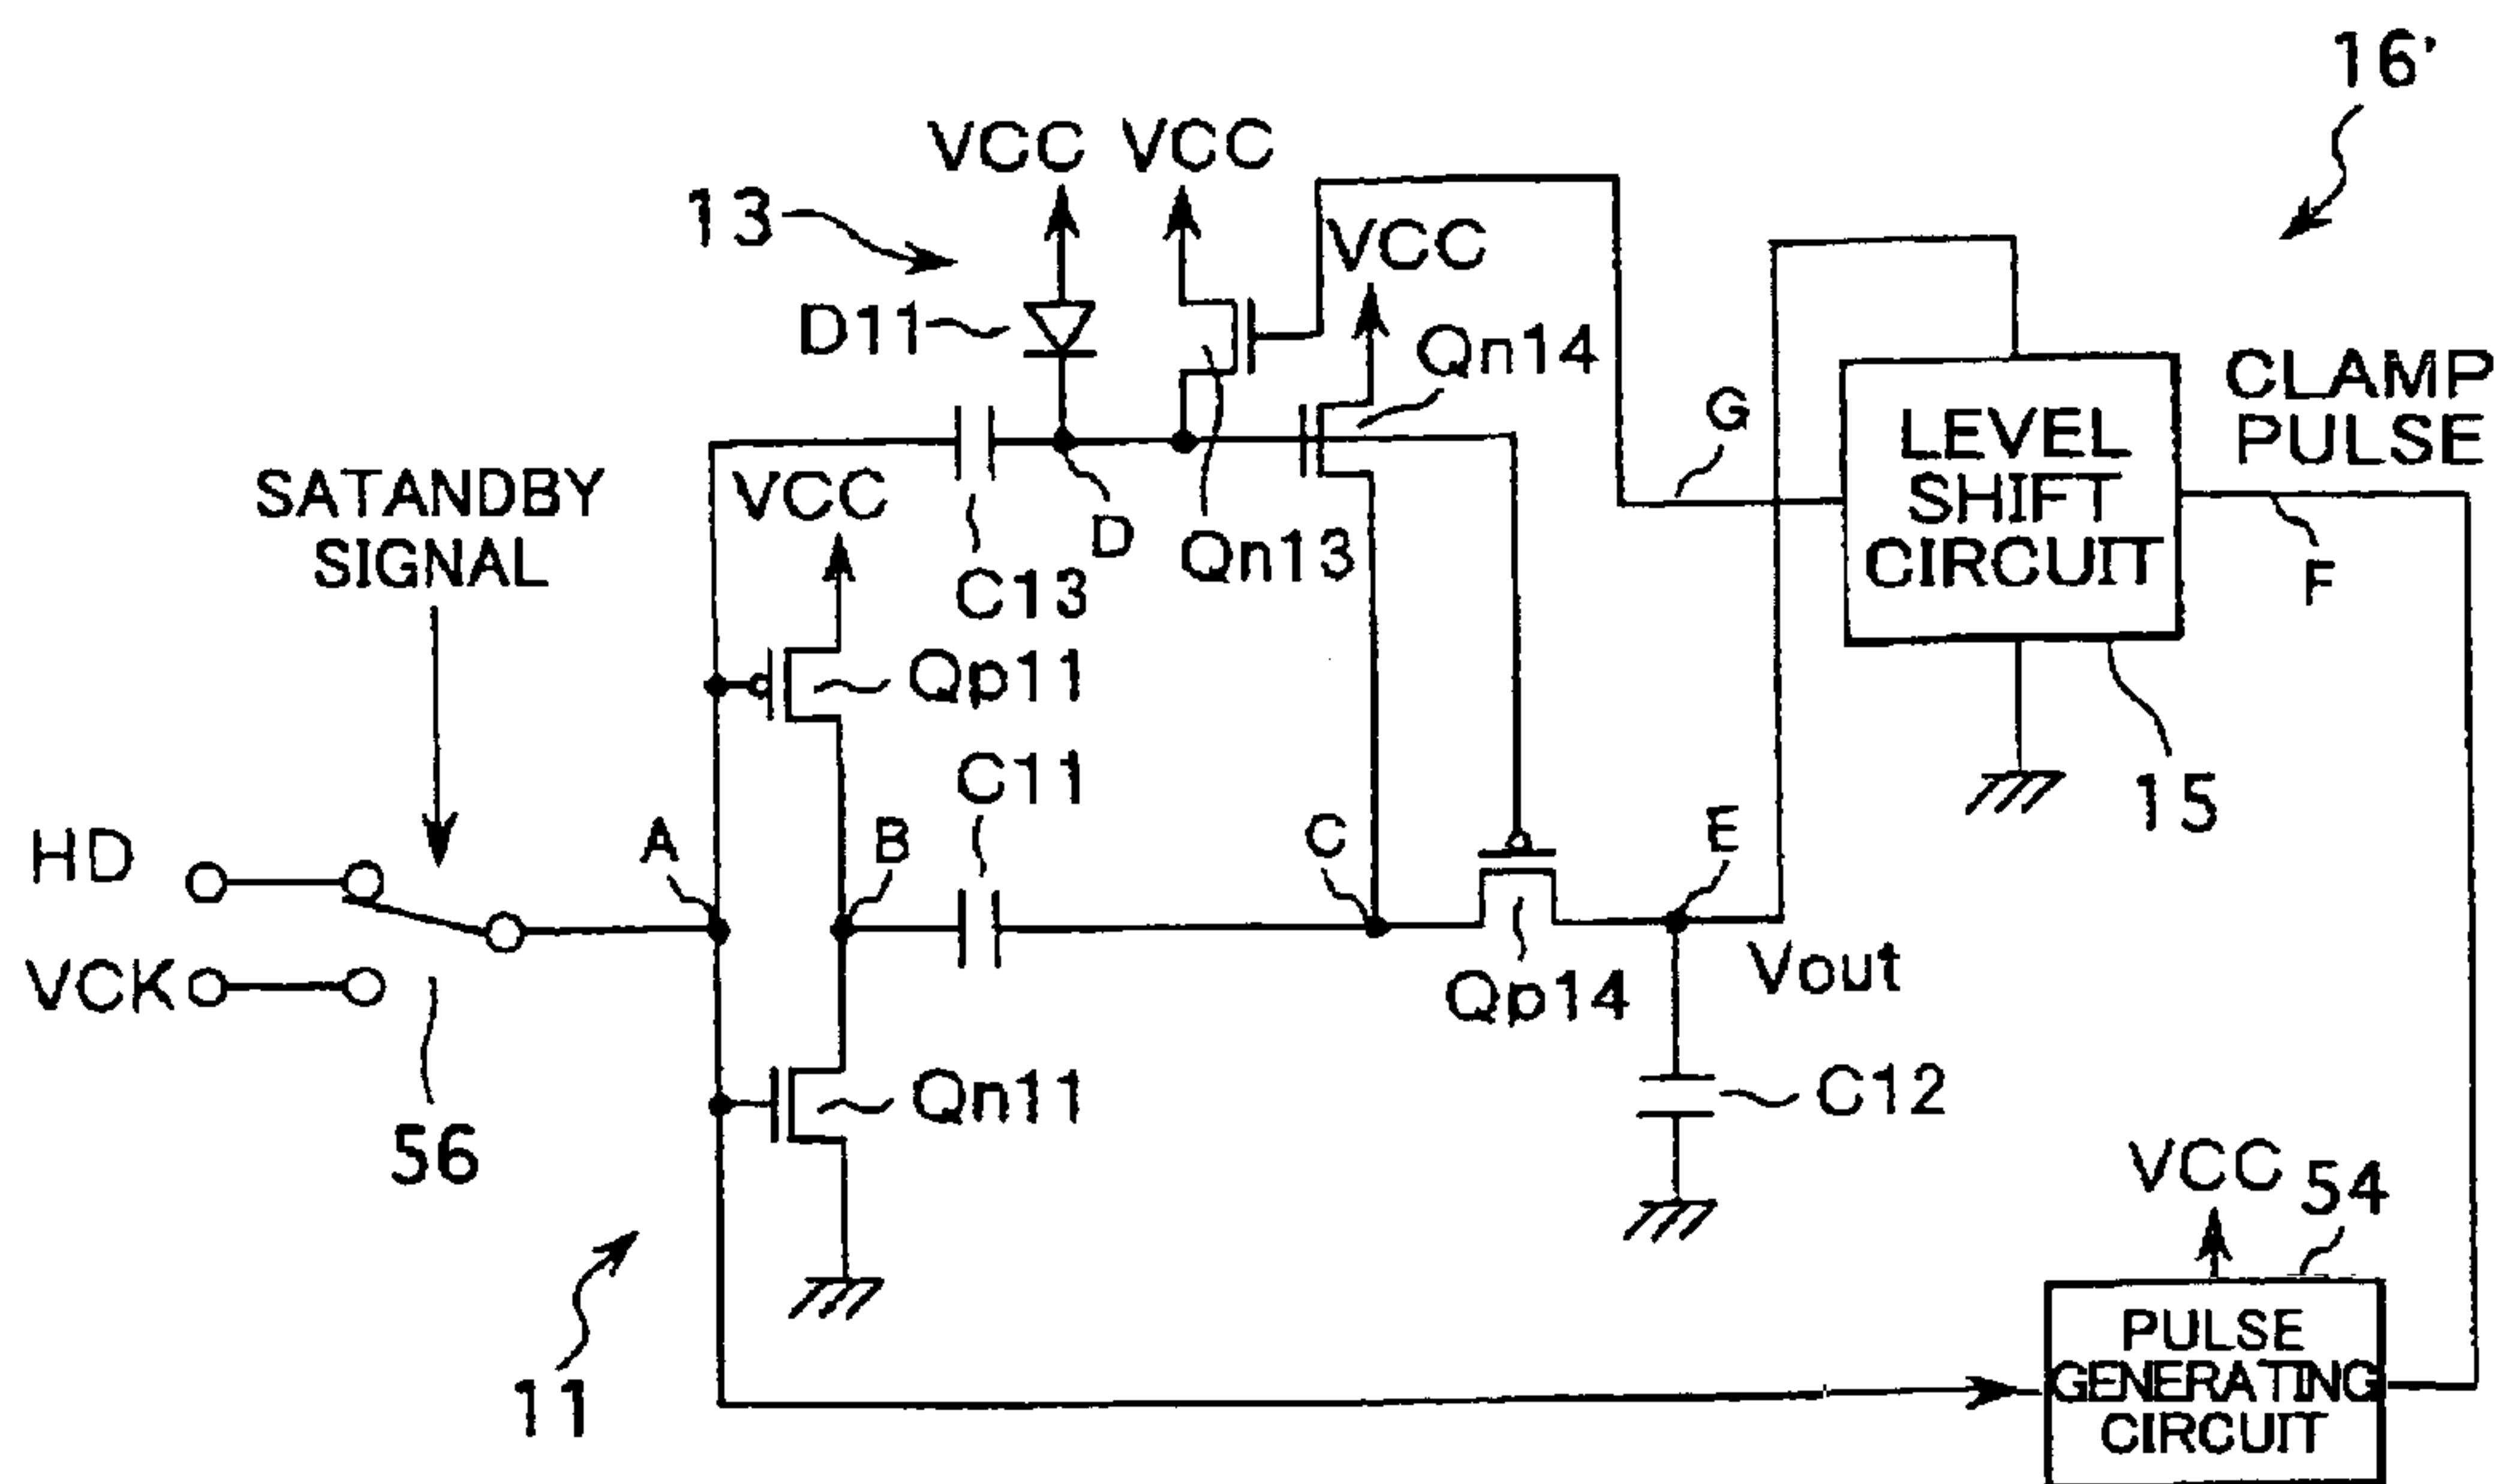 16'
VCC VCC
13
VCC
D11
Qn14
CLAMP
PULSE
G
LEVEL
SHIFT
CIRCUIT
SATANDBY
SIGNAL
VCC
D
Qn13
C13
F
Qp11
C11
15
HD
A
B
C
E
VCK
Vout
Qp14
Qn11
C12
56
VCC
54
11
PULSE
GENERATING
CIRCUIT